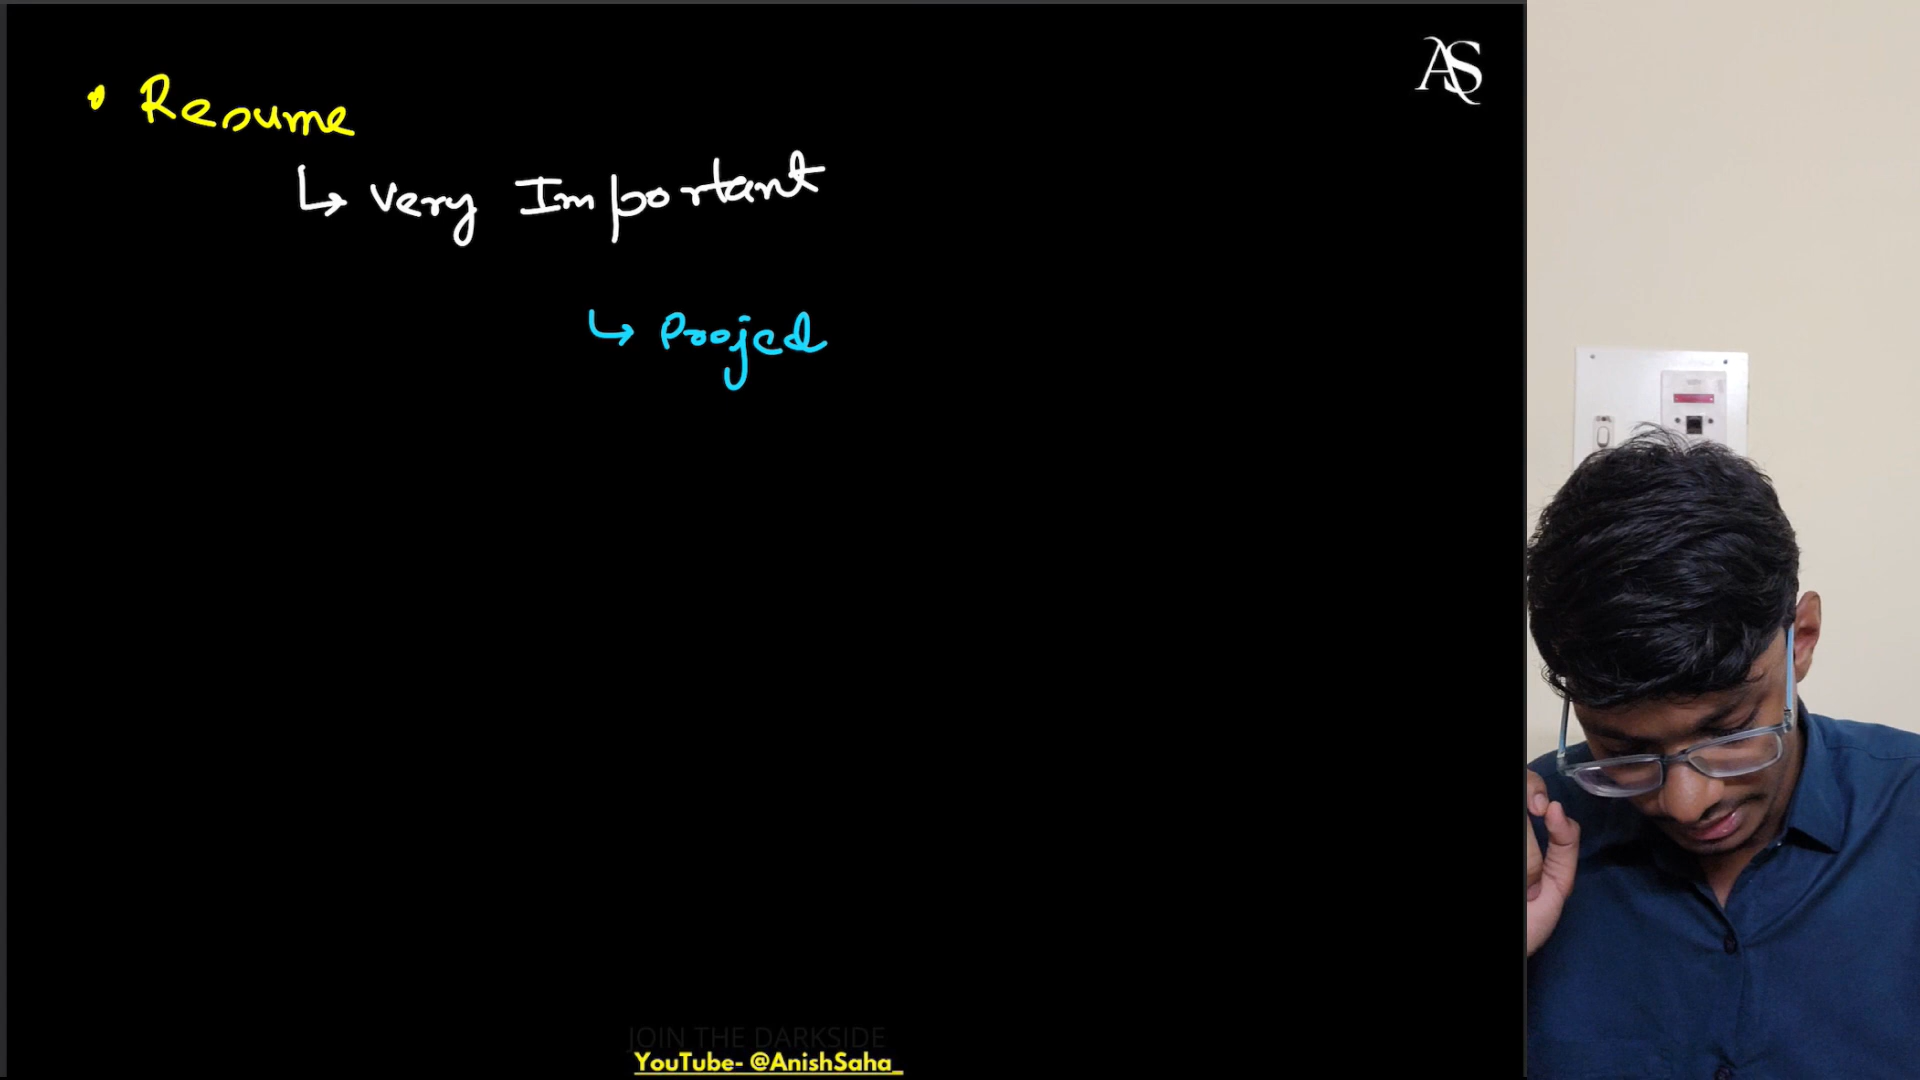 AS
• Resume
↳ Very Important
↳ Project
JOIN THE DARKSIDE
YouTube- @AnishSaha_